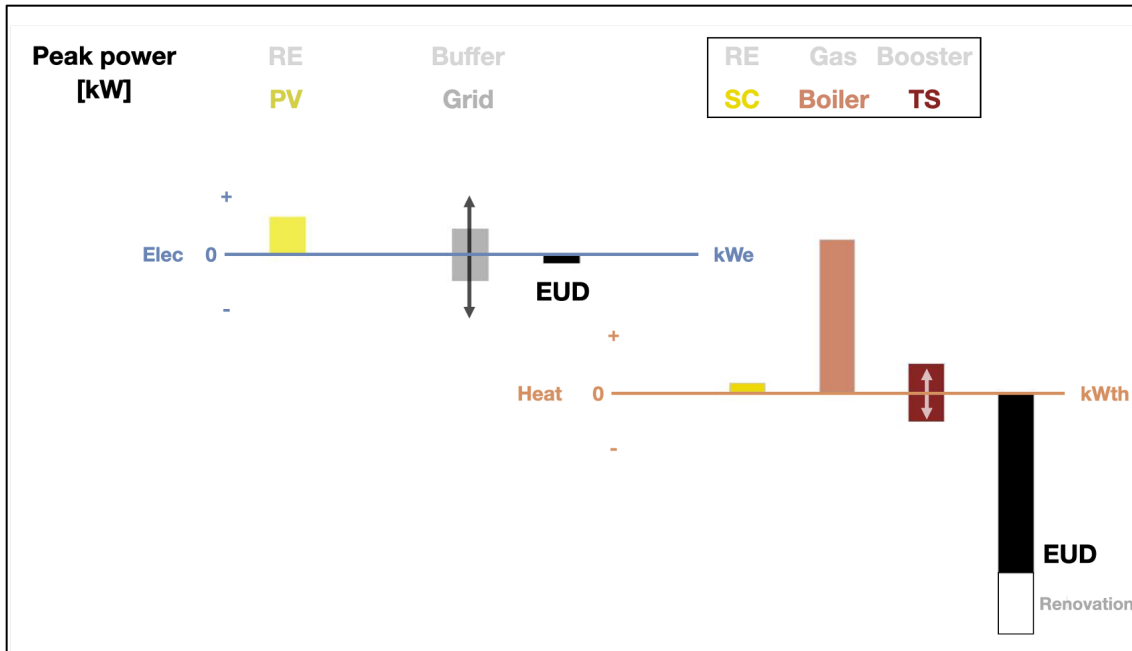 Peak power
[kW]
RE
Buffer
RE
Gas
Booster
PV
Grid
SC
Boiler
TS
+
Elec
0
kWe
-
EUD
+
Heat
0
kWth
-
EUD
Renovation